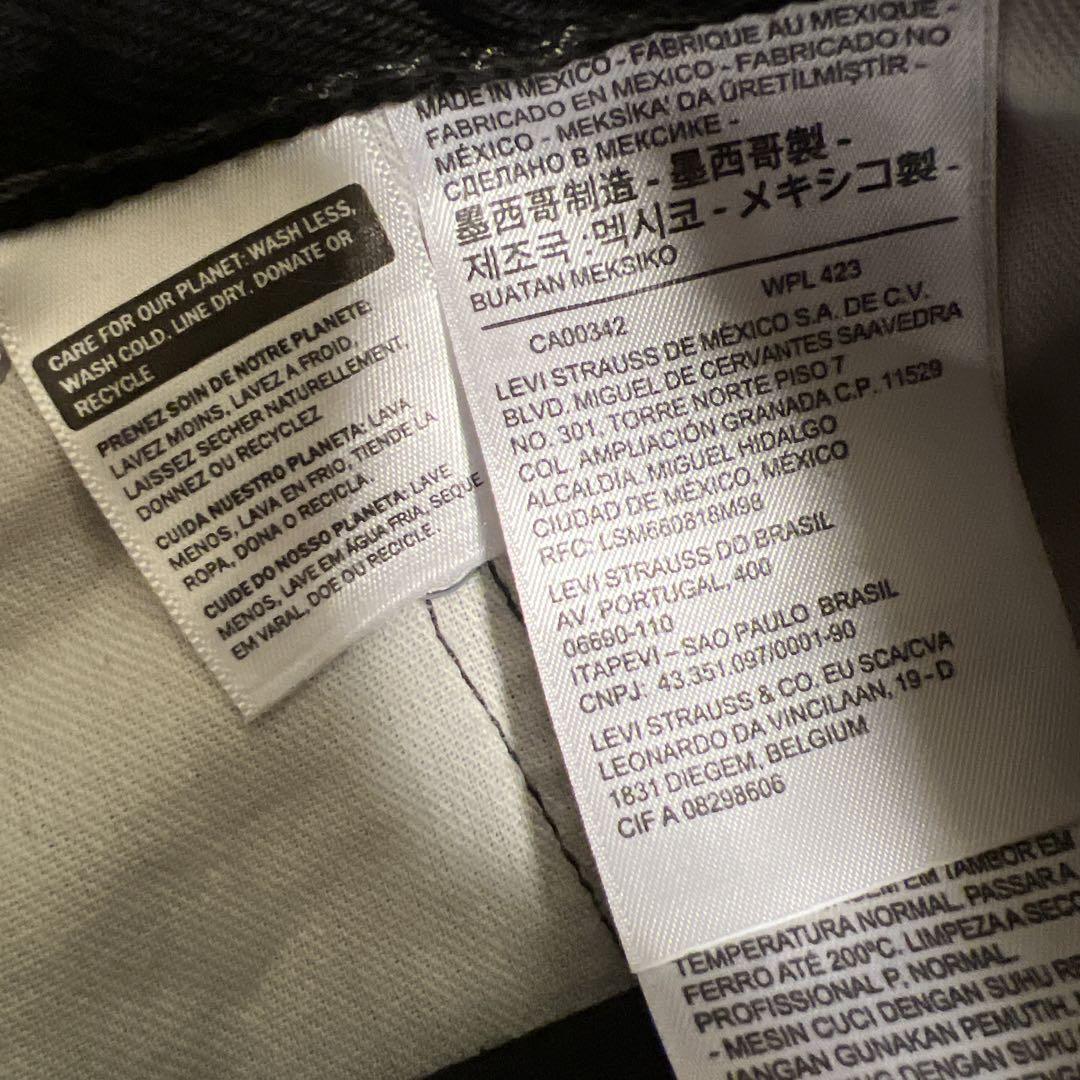 CARE FOR OUR PLANET: WASH LESS,
WASH COLD. LINE DRY. DONATE OR
RECYCLE
PRENEZ SOIN DE NOTRE PLANETE:
LAVEZ MOINS, LAVEZ A FROID,
LAISSEZ SECHER NATURELLEMENT,
DONNEZ OU RECYCLEZ
CUIDA NUESTRO PLANETA: LAVA
MENOS, LAVA EN FRIO, TIENDE LA
ROPA, DONA O RECICLA.
CUIDE DO NOSSO PLANETA: LAVE
MENOS, LAVE EM ÁGUA FRIA, SEQUE
EM VARAL, DOE OU RECICLE.
MADE IN MEXICO - FABRIQUE AU MEXIQUE -
FABRICADO EN MEXICO - FABRICADO NO
MÉXICO - MEKSİKA' DA ÜRETİLMİŞTİR -
СДЕЛАНО В МЕКСИКЕ -
墨西哥制造 - 墨西哥製 -
제조국 : 멕시코 - メキシコ製 -
BUATAN MEKSIKO
CA00342 WPL 423
LEVI STRAUSS DE MÉXICO S.A. DE C.V.
BLVD. MIGUEL DE CERVANTES SAAVEDRA
NO. 301, TORRE NORTE PISO 7
COL. AMPLIACIÓN GRANADA C.P. 11529
ALCALDÍA. MIGUEL HIDALGO
CIUDAD DE MÉXICO, MÉXICO
RFC: LSM660818M98
LEVI STRAUSS DO BRASIL
AV. PORTUGAL, 400
06690-110
ITAPEVI – SAO PAULO BRASIL
CNPJ: 43.351.097/0001-90
LEVI STRAUSS & CO. EU SCA/CVA
LEONARDO DA VINCILAAN, 19 - D
1831 DIEGEM, BELGIUM
CIF A 08298606
EM TAMBOR EM
TEMPERATURA NORMAL. PASSAR A
FERRO ATÉ 200°C. LIMPEZA A SECO
PROFISSIONAL P, NORMAL.
- MESIN CUCI DENGAN SUHU
JANGAN GUNAKAN PEMUTIH.
DENGAN SUHU